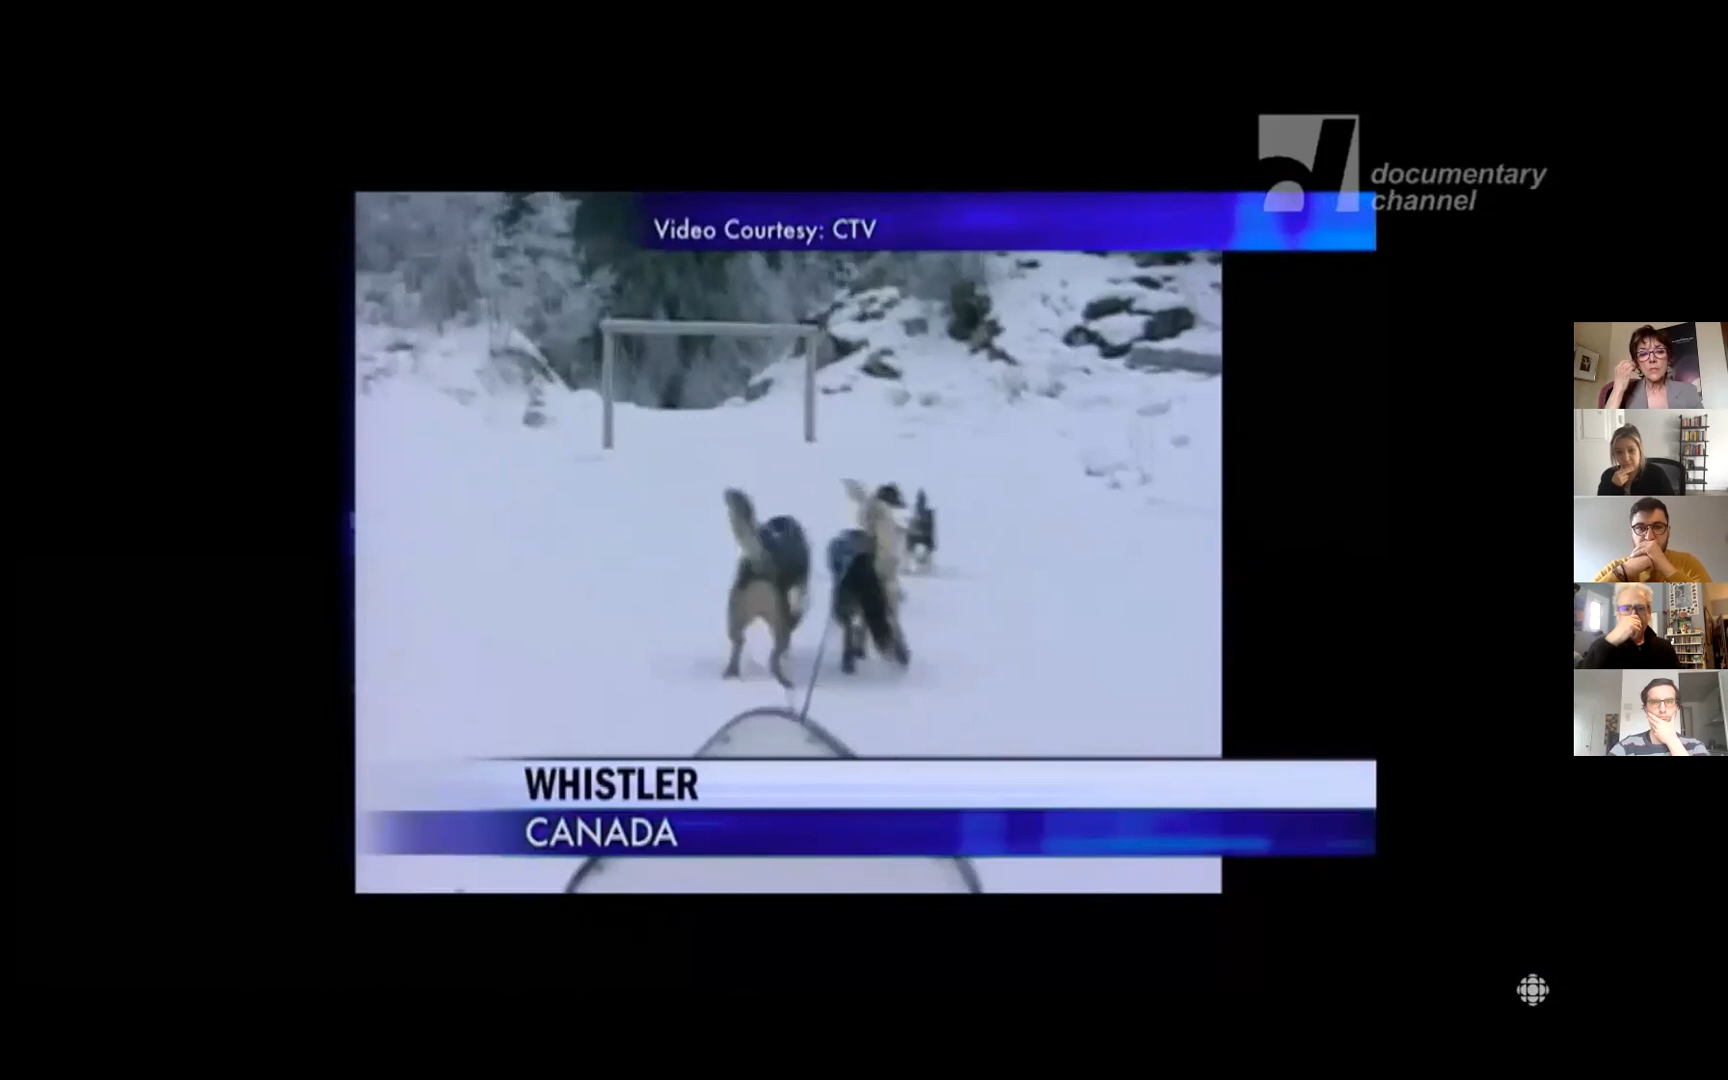 documentary
channel
Video Courtesy: CTV
WHISTLER
CANADA